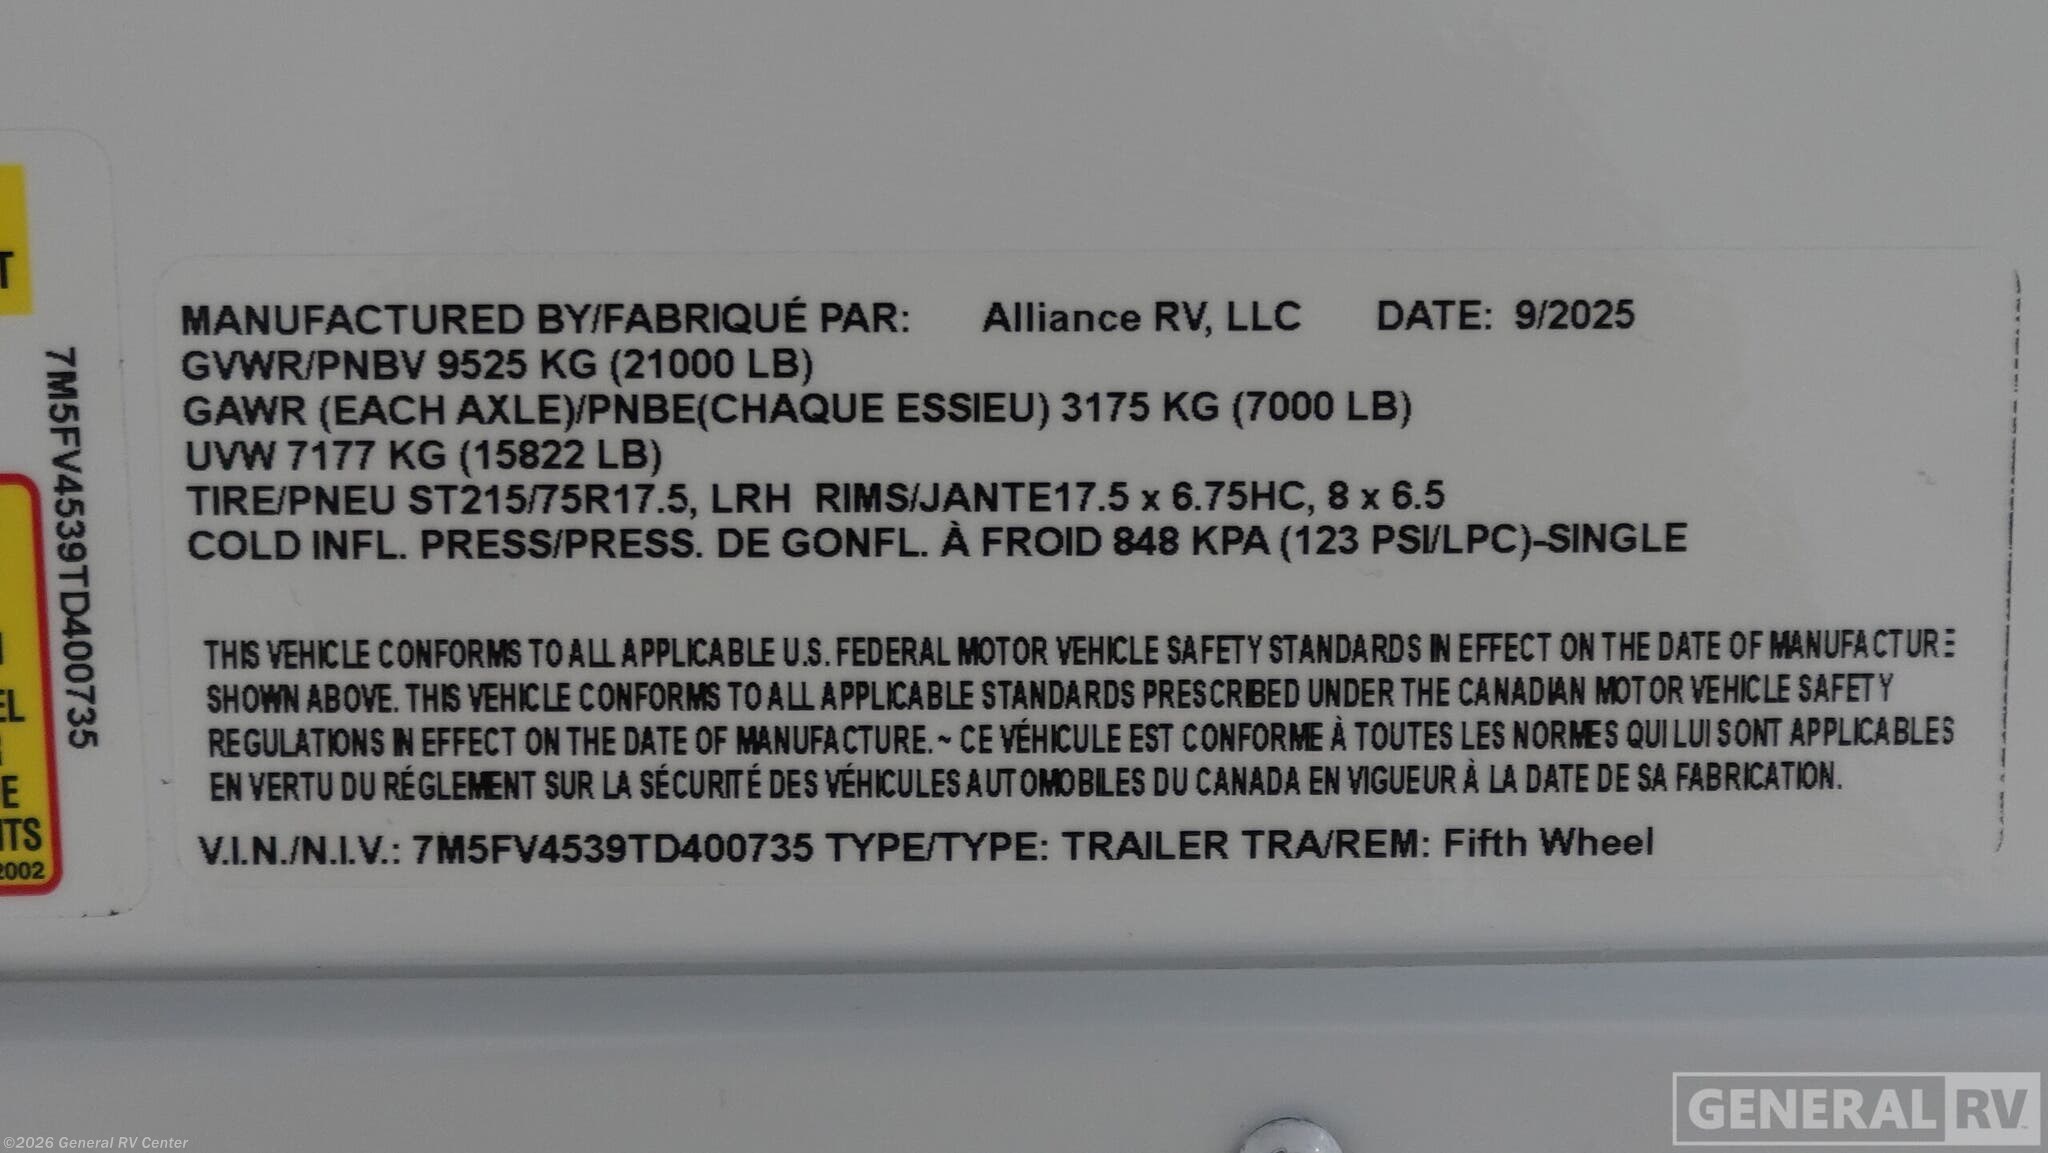 MANUFACTURED BY/FABRIQUÉ PAR: Alliance RV, LLC DATE: 9/2025
GVWR/PNBV 9525 KG (21000 LB)
GAWR (EACH AXLE)/PNBE(CHAQUE ESSIEU) 3175 KG (7000 LB)
UVW 7177 KG (15822 LB)
TIRE/PNEU ST215/75R17.5, LRH RIMS/JANTE17.5 x 6.75HC, 8 x 6.5
COLD INFL. PRESS/PRESS. DE GONFL. À FROID 848 KPA (123 PSI/LPC)-SINGLE
THIS VEHICLE CONFORMS TO ALL APPLICABLE U.S. FEDERAL MOTOR VEHICLE SAFETY STANDARDS IN EFFECT ON THE DATE OF MANUFACTURE
SHOWN ABOVE. THIS VEHICLE CONFORMS TO ALL APPLICABLE STANDARDS PRESCRIBED UNDER THE CANADIAN MOTOR VEHICLE SAFETY
REGULATIONS IN EFFECT ON THE DATE OF MANUFACTURE. ~ CE VÉHICULE EST CONFORME À TOUTES LES NORMES QUI LUI SONT APPLICABLES
EN VERTU DU RÉGLEMENT SUR LA SÉCURITÉ DES VÉHICULES AUTOMOBILES DU CANADA EN VIGUEUR À LA DATE DE SA FABRICATION.
V.I.N./N.I.V.: 7M5FV4539TD400735 TYPE/TYPE: TRAILER TRA/REM: Fifth Wheel
7M5FV4539TD400735
T
EL
E
NTS
2002
GENERAL RV
©2026 General RV Center